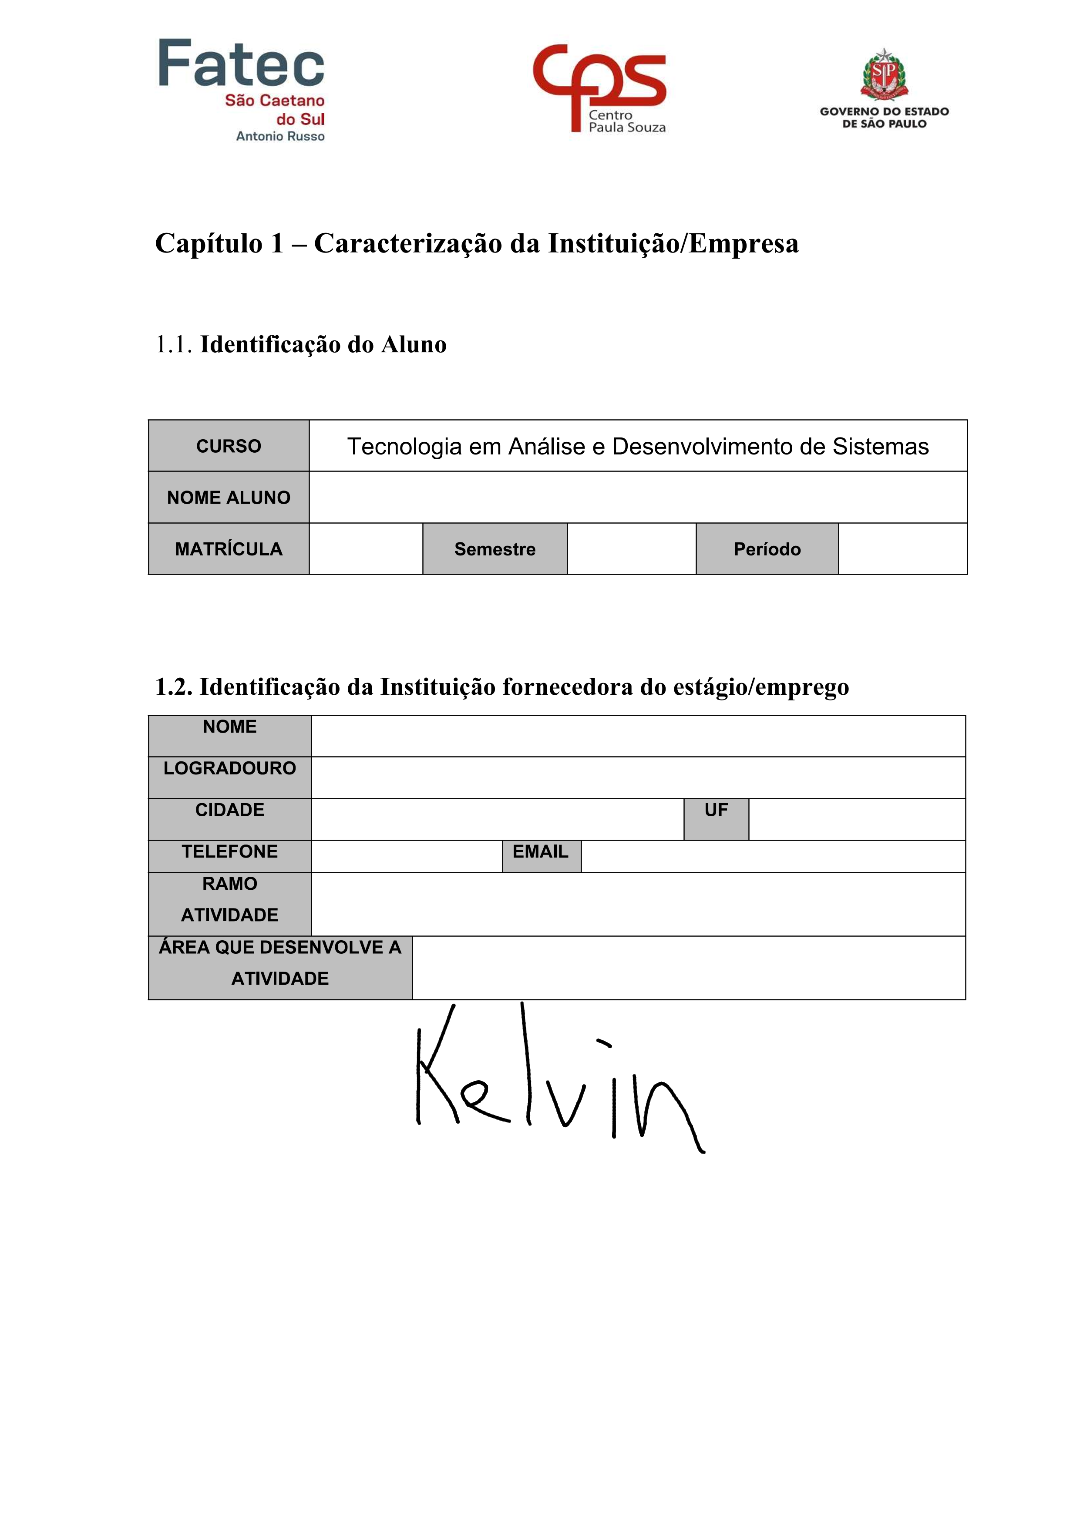 Fatec
São Caetano
do Sul
Antonio Russo
CPS
Centro
Paula Souza
SP
GOVERNO DO ESTADO
DE SÃO PAULO
Capítulo 1 – Caracterização da Instituição/Empresa
1.1. Identificação do Aluno
CURSO Tecnologia em Análise e Desenvolvimento de Sistemas
NOME ALUNO
MATRÍCULA Semestre Período
1.2. Identificação da Instituição fornecedora do estágio/emprego
NOME
LOGRADOURO
CIDADE UF
TELEFONE EMAIL
RAMO
ATIVIDADE
ÁREA QUE DESENVOLVE A
ATIVIDADE
Kelvin